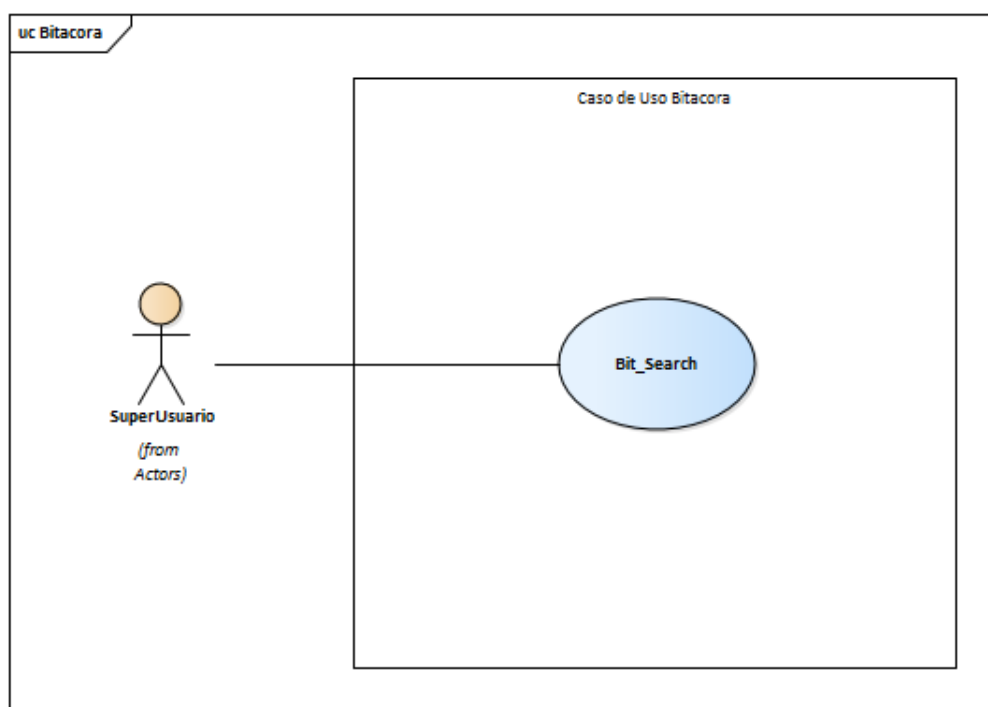 uc Bitacora
Caso de Uso Bitacora
Bit_Search
SuperUsuario
(from
Actors)